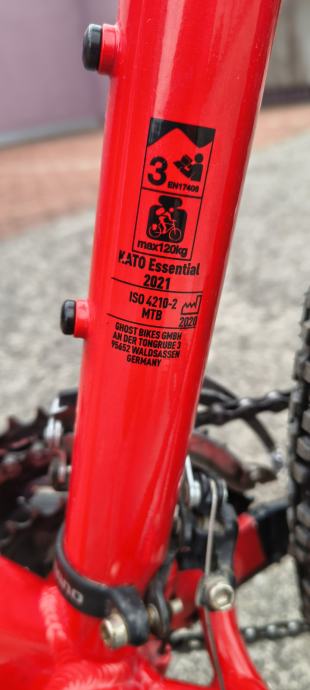 3
EN17406
max120kg
KATO Essential
2021
ISO 4210-2
MTB
2020
GHOST BIKES GMBH
AN DER TONGRUBE 3
95652 WALDSASSEN
GERMANY